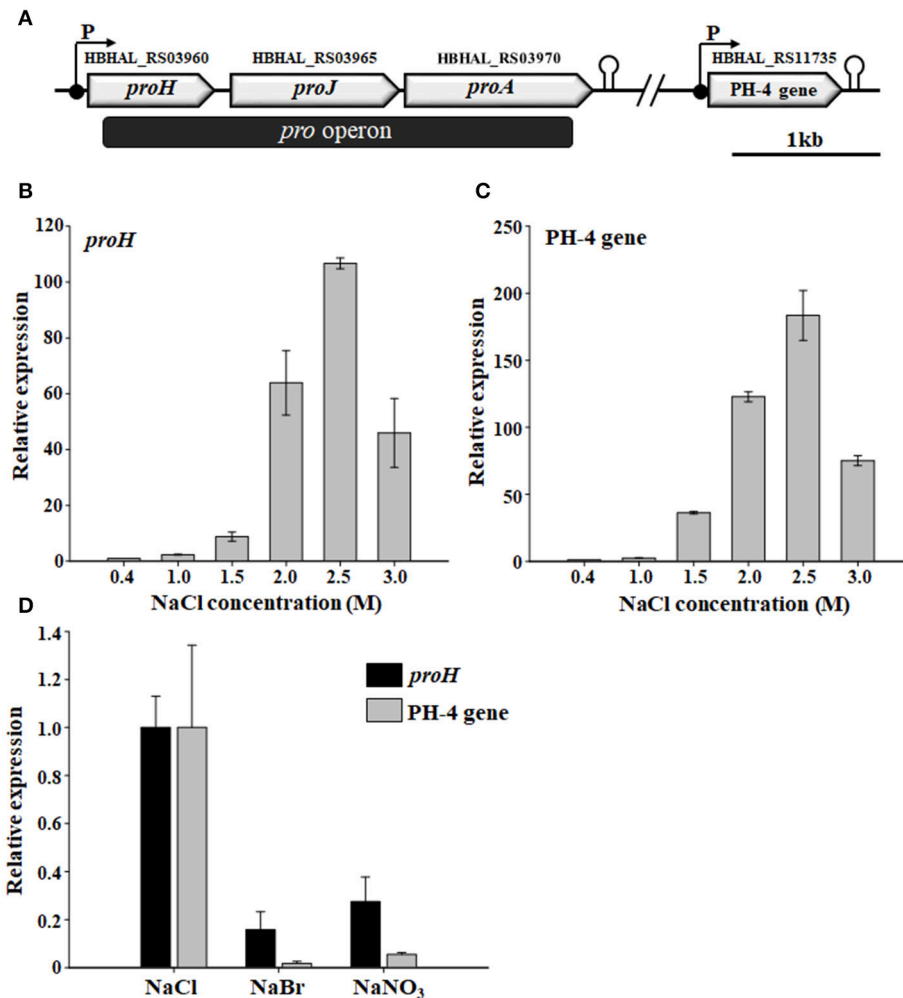 A
P
HBHAL_RS03960 HBHAL_RS03965 HBHAL_RS03970
proH proJ proA
pro operon
P
HBHAL_RS11735
PH-4 gene
1kb
B
proH
Relative expression
120
100
80
60
40
20
0
0.4 1.0 1.5 2.0 2.5 3.0
NaCl concentration (M)
C
PH-4 gene
Relative expression
250
200
150
100
50
0
0.4 1.0 1.5 2.0 2.5 3.0
NaCl concentration (M)
D
Relative expression
1.4
1.2
1.0
0.8
0.6
0.4
0.2
0
proH
PH-4 gene
NaCl NaBr NaNO₃